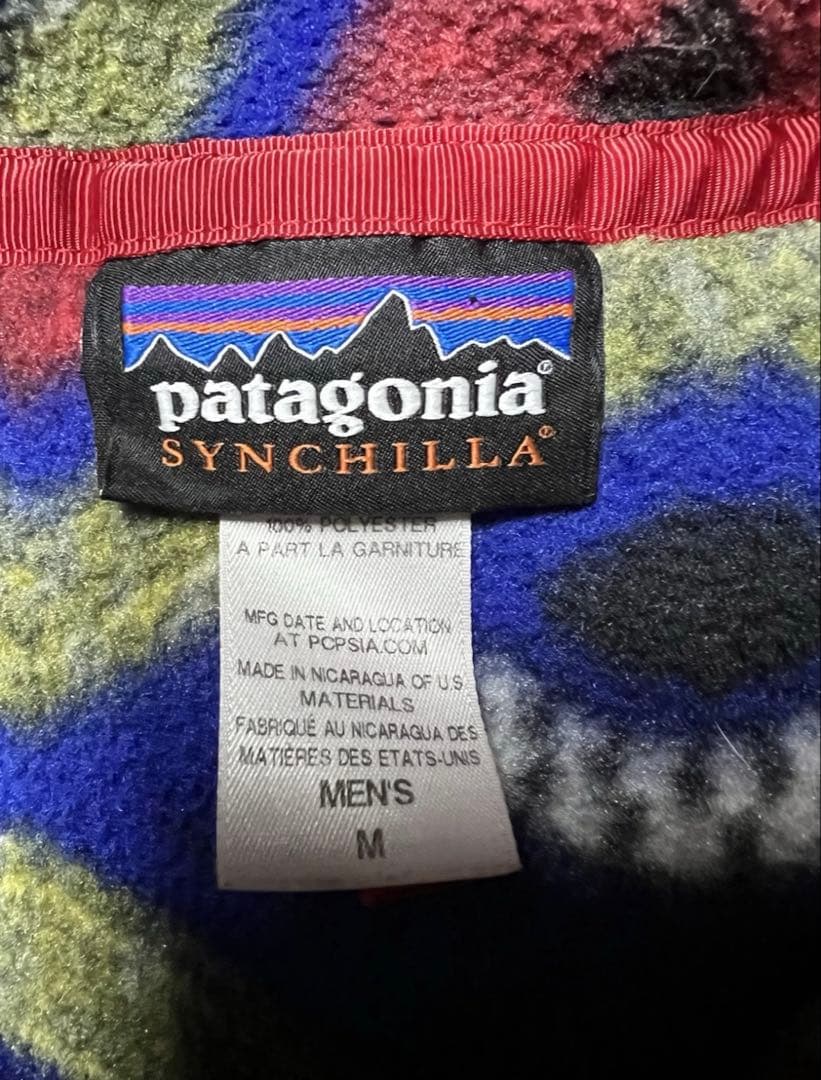 patagonia®
SYNCHILLA®
100% POLYESTER
A PART LA GARNITURE
MFG DATE AND LOCATION
AT PCPSIA.COM
MADE IN NICARAGUA OF U.S.
MATERIALS
FABRIQUÉ AU NICARAGUA DES
MATIÈRES DES ETATS-UNIS
MEN'S
M